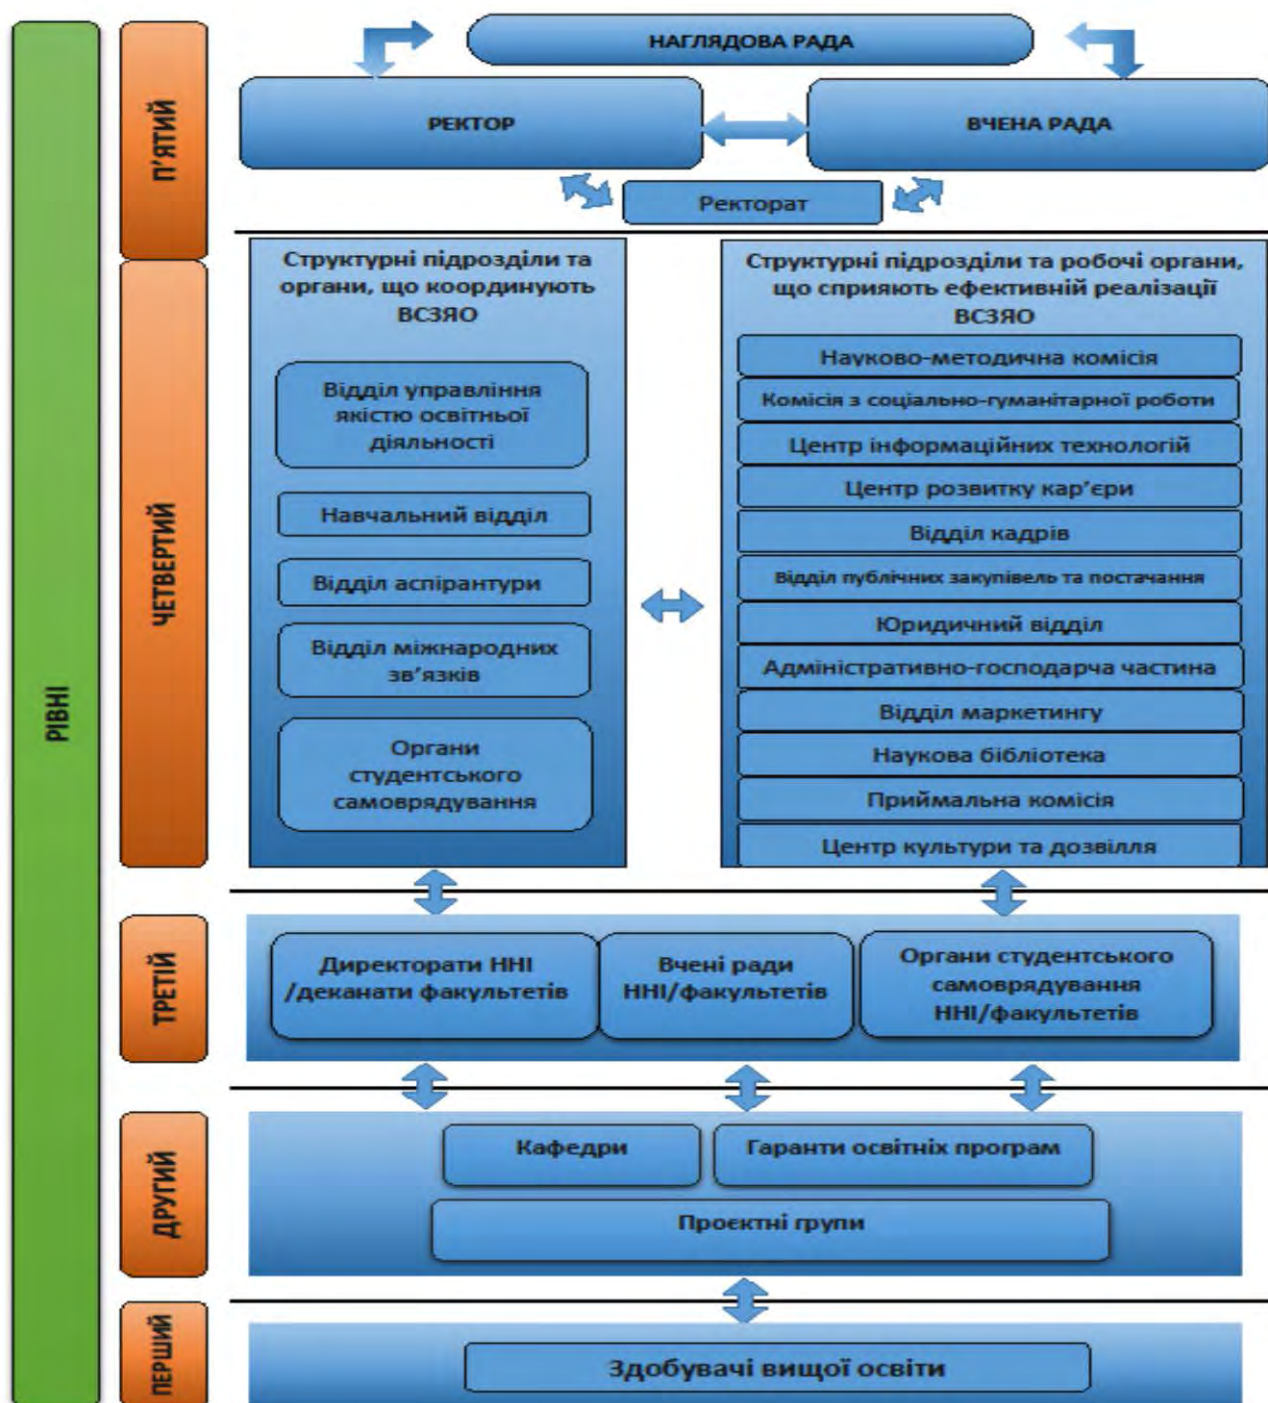 РІВНІ
П'ЯТИЙ
НАГЛЯДОВА РАДА
РЕКТОР
ВЧЕНА РАДА
Ректорат
ЧЕТВЕРТИЙ
Структурні підрозділи та
органи, що координують
ВСЗЯО
Відділ управління
якістю освітньої
діяльності
Навчальний відділ
Відділ аспірантури
Відділ міжнародних
зв'язків
Органи
студентського
самоврядування
Структурні підрозділи та робочі органи,
що сприяють ефективній реалізації
ВСЗЯО
Науково-методична комісія
Комісія з соціально-гуманітарної роботи
Центр інформаційних технологій
Центр розвитку кар'єри
Відділ кадрів
Відділ публічних закупівель та постачання
Юридичний відділ
Адміністративно-господарча частина
Відділ маркетингу
Наукова бібліотека
Приймальна комісія
Центр культури та дозвілля
ТРЕТІЙ
Директорати ННІ
/деканати факультетів
Вчені ради
ННІ/факультетів
Органи студентського
самоврядування
ННІ/факультетів
ДРУГИЙ
Кафедри
Гаранти освітніх програм
Проєктні групи
ПЕРШИЙ
Здобувачі вищої освіти